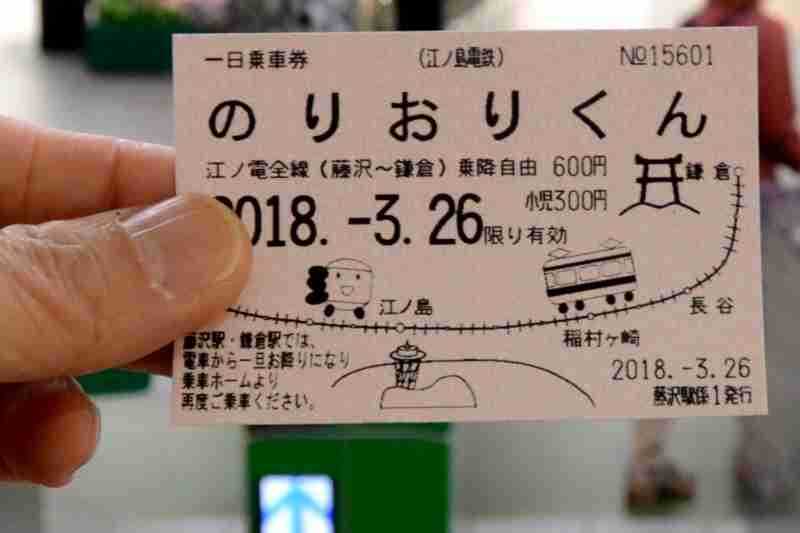 一日乗車券 (江ノ島電鉄) №15601
のりおりくん
江ノ電全線(藤沢〜鎌倉)乗降自由 600円
小児300円
2018.-3.26限り有効
鎌倉
江ノ島
長谷
稲村ヶ崎
藤沢駅・鎌倉駅では、
電車から一旦お降りになり
乗車ホームより
再度ご乗車ください。
2018.-3.26
藤沢駅係1発行